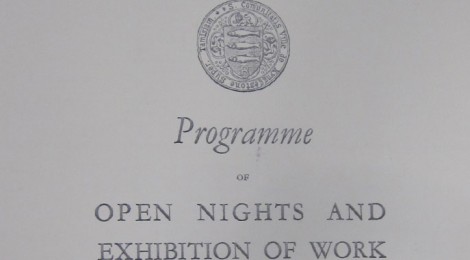 Programme
OF
OPEN NIGHTS AND
EXHIBITION OF WORK